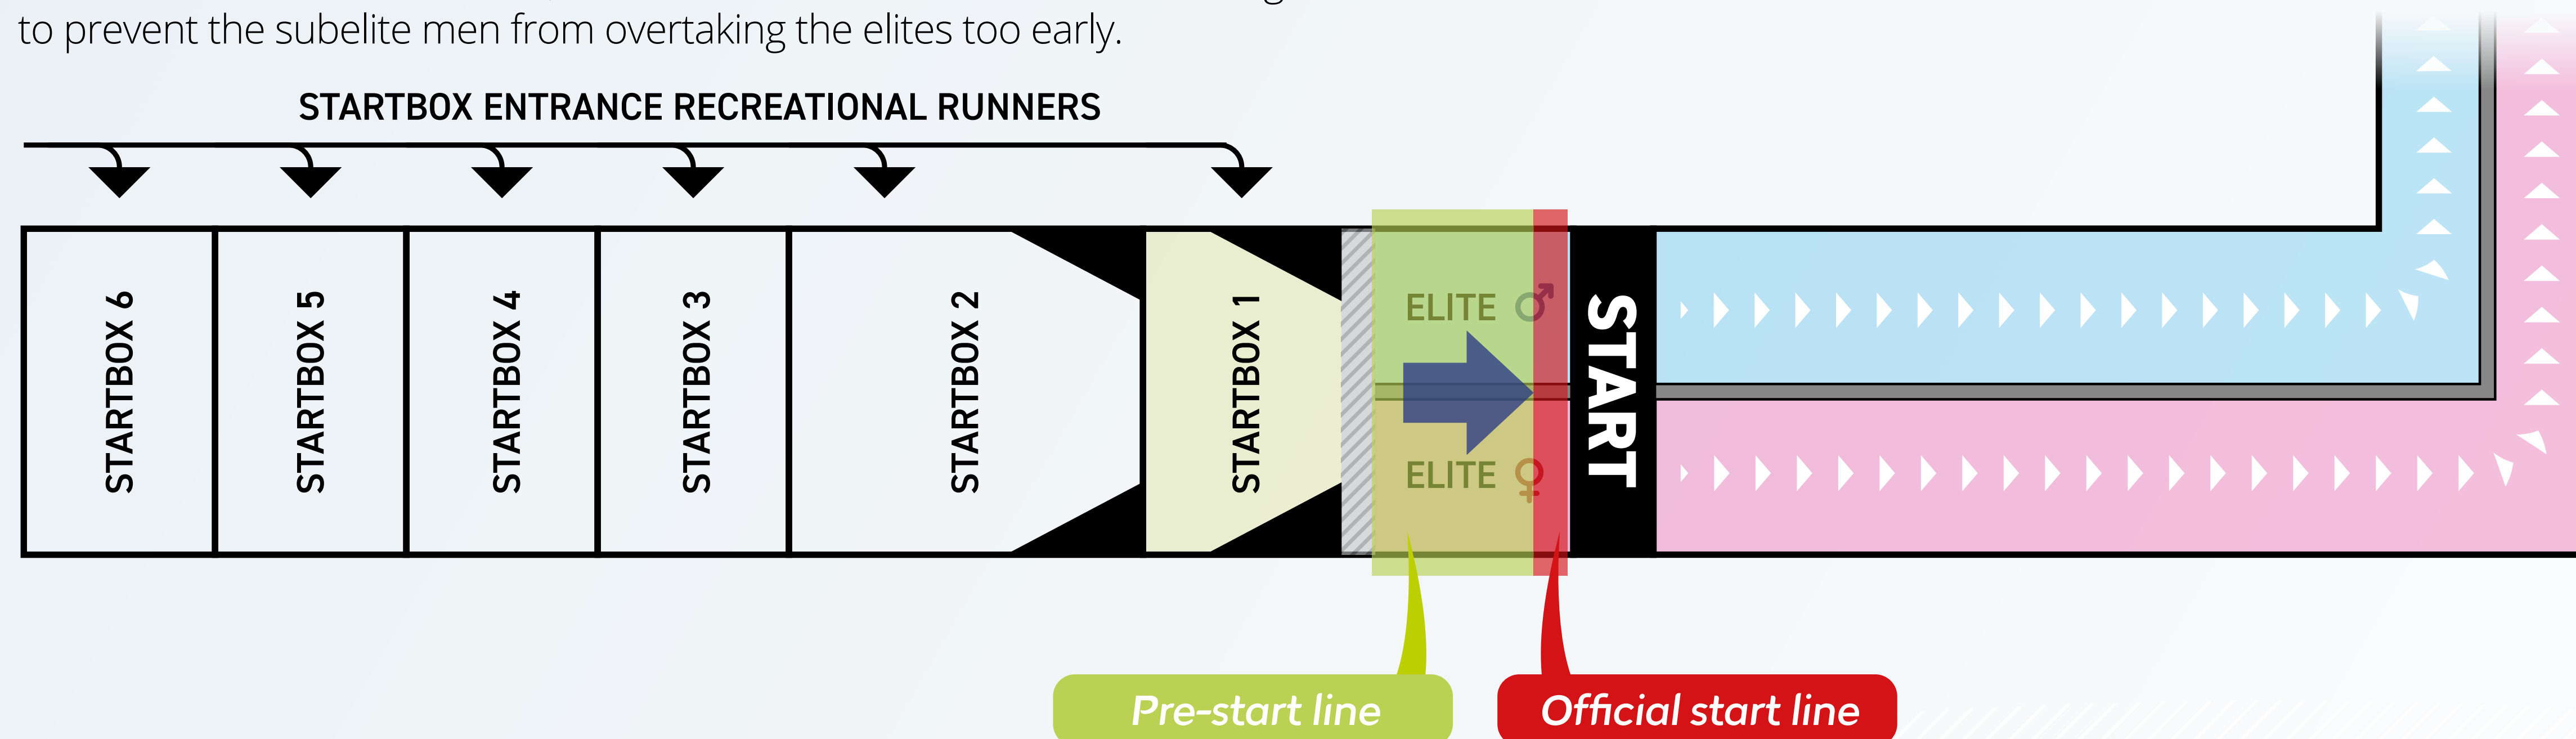 to prevent the subelite men from overtaking the elites too early.
STARTBOX ENTRANCE RECREATIONAL RUNNERS
STARTBOX 6
STARTBOX 5
STARTBOX 4
STARTBOX 3
STARTBOX 2
STARTBOX 1
ELITE ♂
ELITE ♀
START
Pre-start line
Official start line